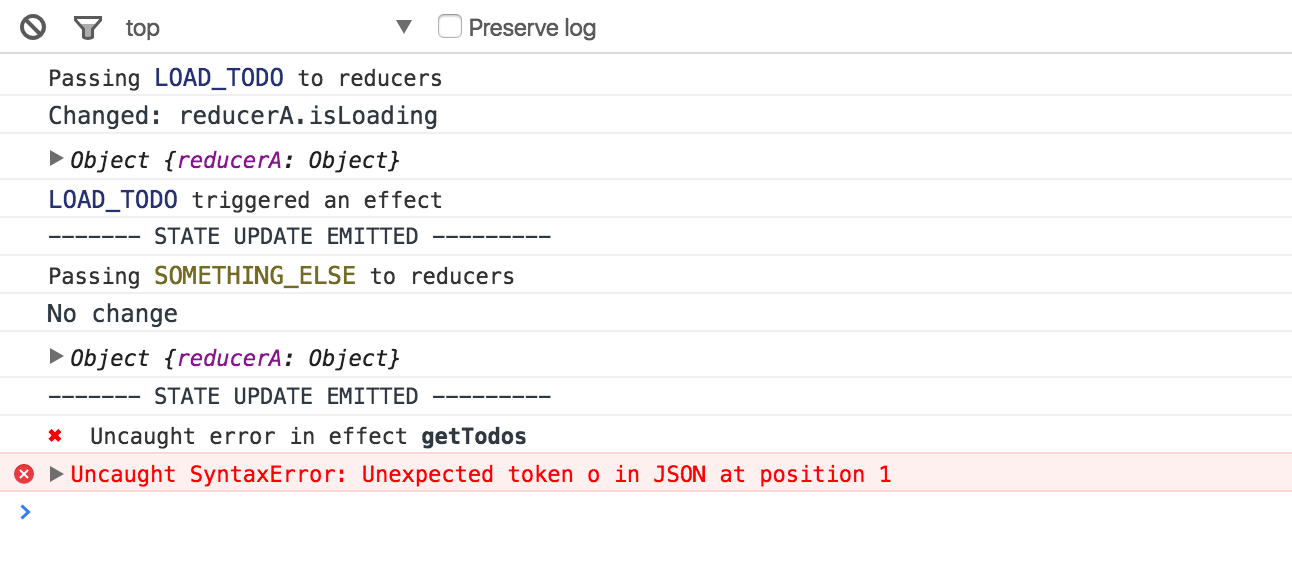 top Preserve log
Passing LOAD_TODO to reducers
Changed: reducerA.isLoading
Object {reducerA: Object}
LOAD_TODO triggered an effect
------- STATE UPDATE EMITTED ---------
Passing SOMETHING_ELSE to reducers
No change
Object {reducerA: Object}
------- STATE UPDATE EMITTED ---------
Uncaught error in effect getTodos
Uncaught SyntaxError: Unexpected token o in JSON at position 1